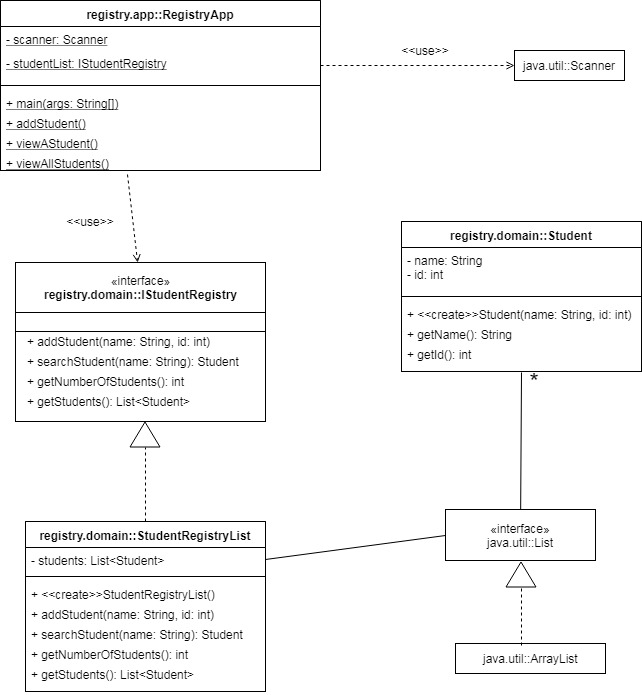 registry.app::RegistryApp
- scanner: Scanner
- studentList: IStudentRegistry
+ main(args: String[])
+ addStudent()
+ viewAStudent()
+ viewAllStudents()
<<use>>
java.util::Scanner
<<use>>
«interface»
registry.domain::IStudentRegistry
+ addStudent(name: String, id: int)
+ searchStudent(name: String): Student
+ getNumberOfStudents(): int
+ getStudents(): List<Student>
registry.domain::Student
- name: String
- id: int
+ <<create>>Student(name: String, id: int)
+ getName(): String
+ getId(): int
*
registry.domain::StudentRegistryList
- students: List<Student>
+ <<create>>StudentRegistryList()
+ addStudent(name: String, id: int)
+ searchStudent(name: String): Student
+ getNumberOfStudents(): int
+ getStudents(): List<Student>
«interface»
java.util::List
java.util::ArrayList